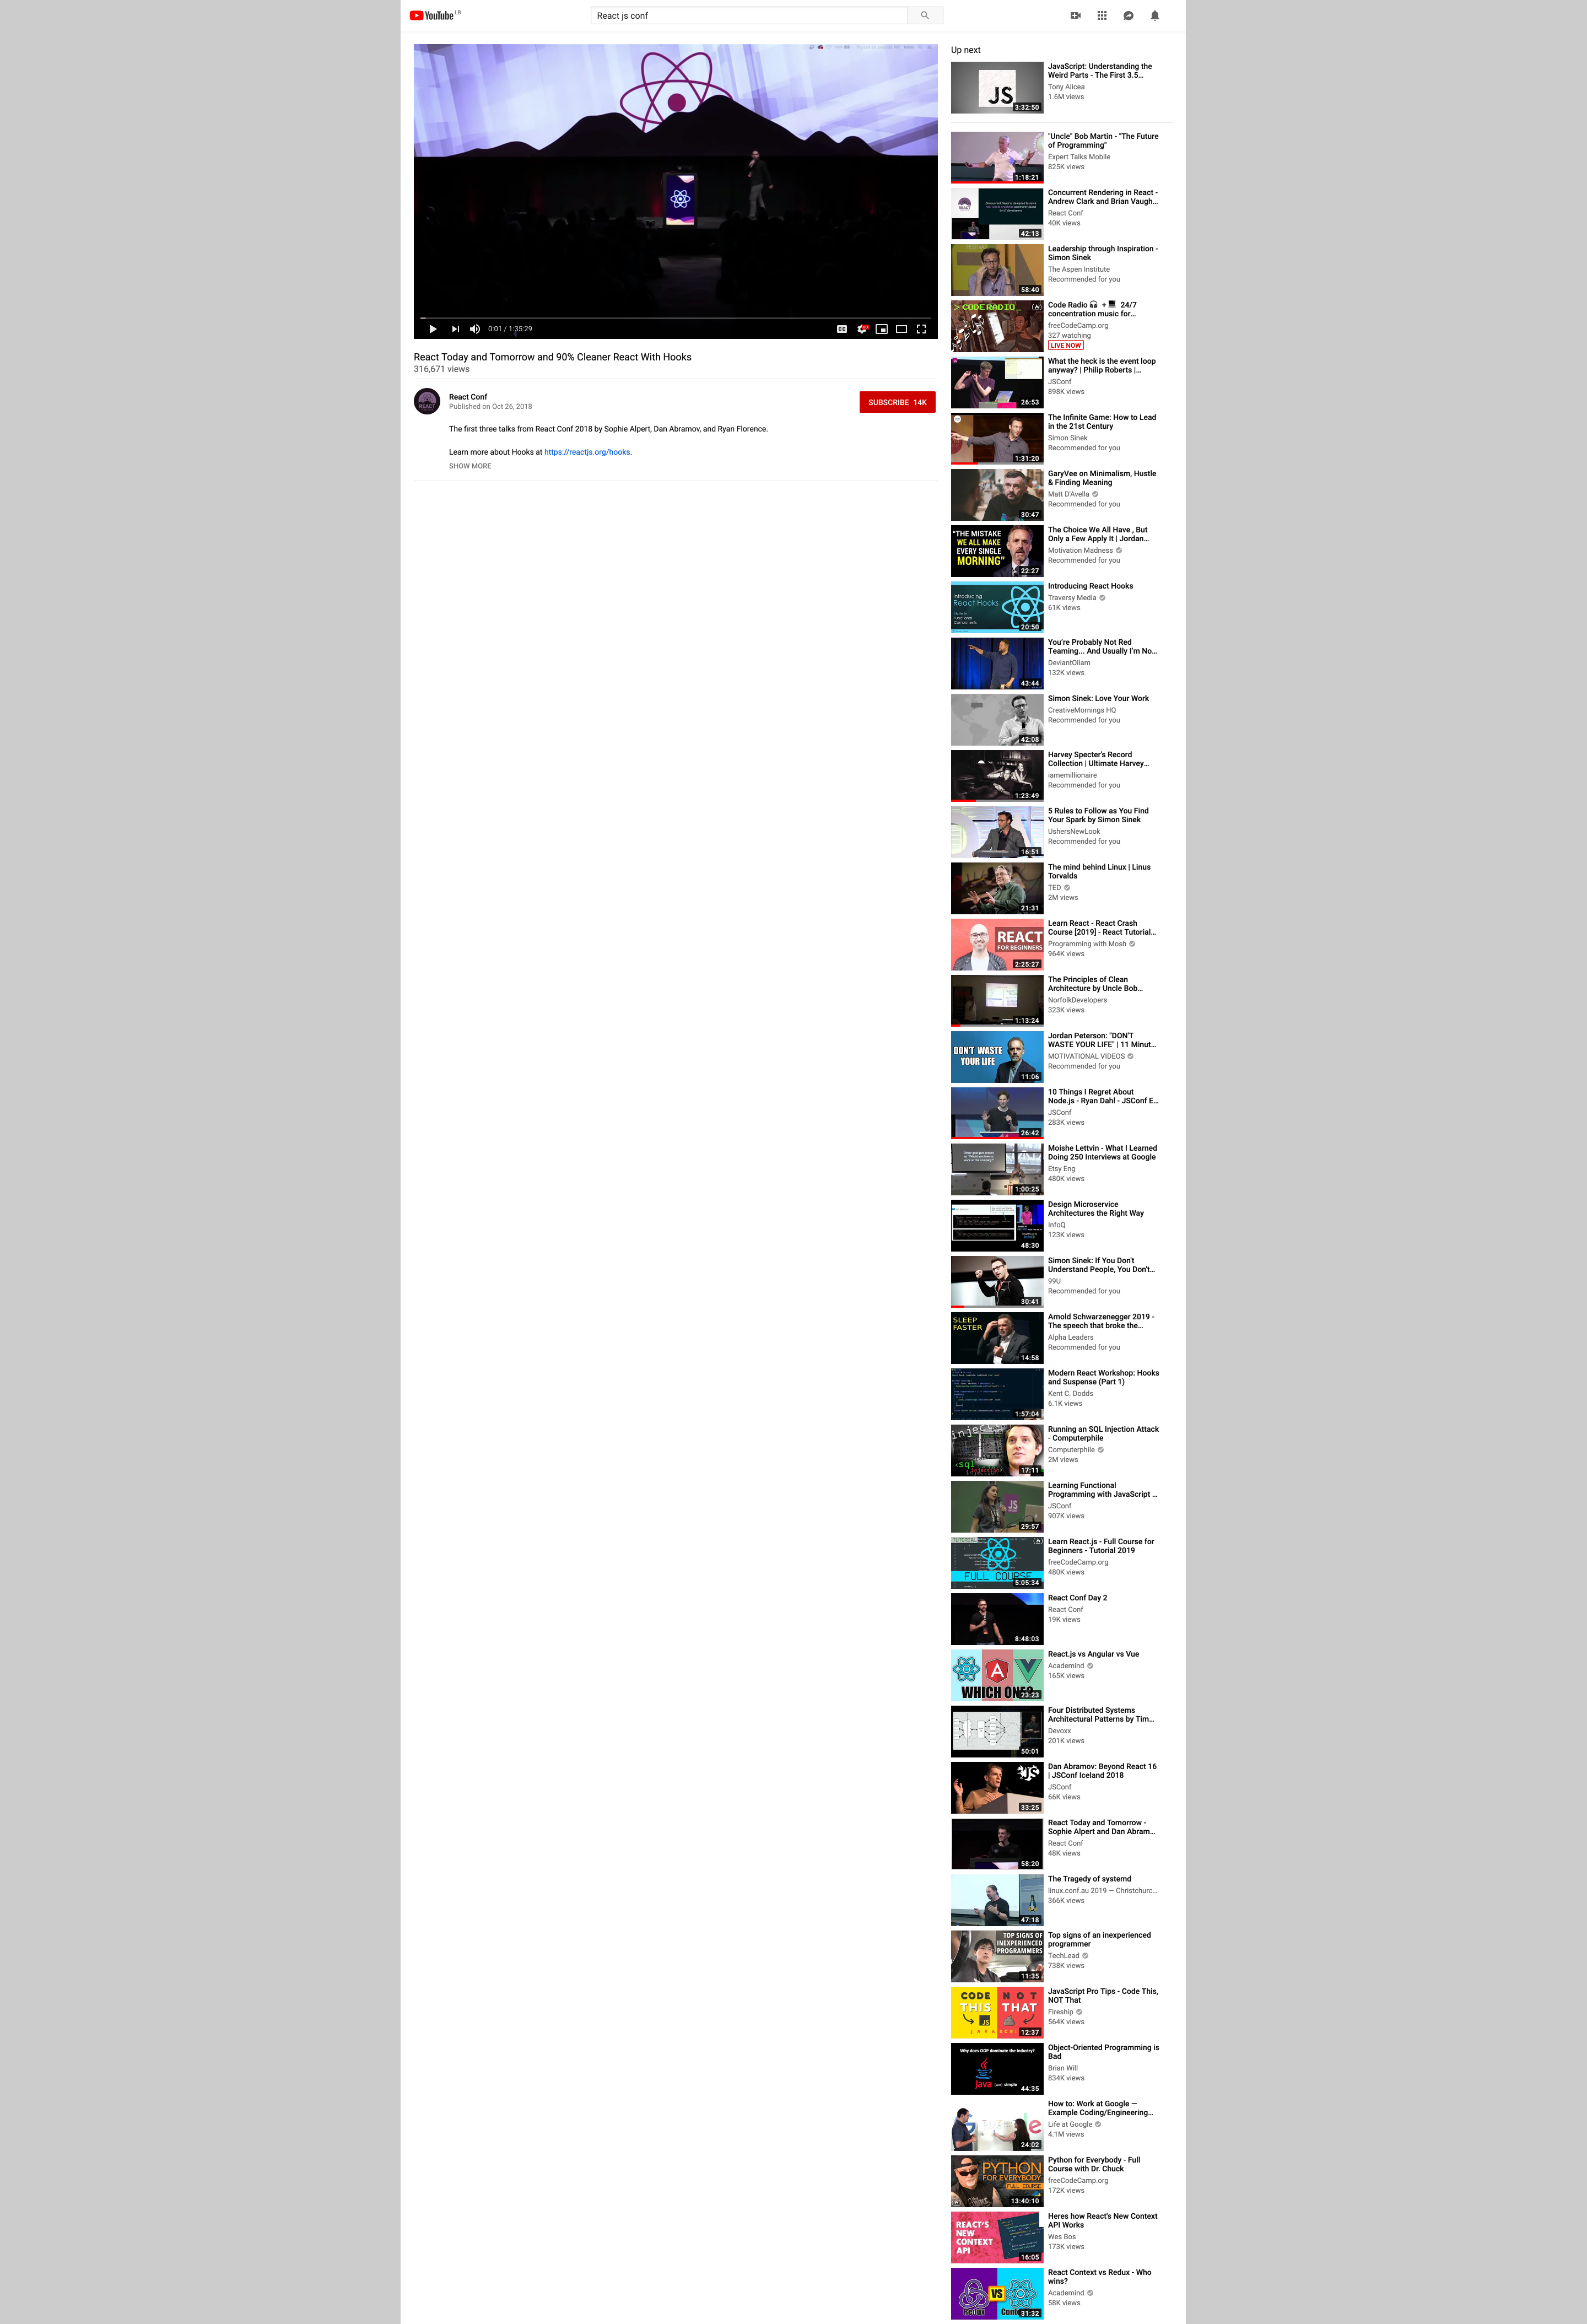 YouTube LB
React js conf
0:01 / 1:35:29
CC
HD
React Today and Tomorrow and 90% Cleaner React With Hooks
316,671 views
REACT
React Conf
Published on Oct 26, 2018
SUBSCRIBE 14K
The first three talks from React Conf 2018 by Sophie Alpert, Dan Abramov, and Ryan Florence.
Learn more about Hooks at https://reactjs.org/hooks.
SHOW MORE
Up next
JS
3:32:50
JavaScript: Understanding the
Weird Parts - The First 3.5...
Tony Alicea
1.6M views
1:18:21
"Uncle" Bob Martin - "The Future
of Programming"
Expert Talks Mobile
825K views
REACT
42:13
Concurrent Rendering in React -
Andrew Clark and Brian Vaugh...
React Conf
40K views
58:40
Leadership through Inspiration -
Simon Sinek
The Aspen Institute
Recommended for you
> CODE RADIO_
Code Radio 🎧 + 💻 24/7
concentration music for...
freeCodeCamp.org
327 watching
LIVE NOW
26:53
What the heck is the event loop
anyway? | Philip Roberts |...
JSConf
898K views
1:31:20
The Infinite Game: How to Lead
in the 21st Century
Simon Sinek
Recommended for you
30:47
GaryVee on Minimalism, Hustle
& Finding Meaning
Matt D'Avella
Recommended for you
"THE MISTAKE
WE ALL MAKE
EVERY SINGLE
MORNING"
22:27
The Choice We All Have , But
Only a Few Apply It | Jordan...
Motivation Madness
Recommended for you
Introducing
React Hooks
State in
Functional
Components
20:50
Introducing React Hooks
Traversy Media
61K views
43:44
You're Probably Not Red
Teaming... And Usually I'm No...
DeviantOllam
132K views
42:08
Simon Sinek: Love Your Work
CreativeMornings HQ
Recommended for you
1:23:49
Harvey Specter's Record
Collection | Ultimate Harvey...
iamemillionaire
Recommended for you
16:51
5 Rules to Follow as You Find
Your Spark by Simon Sinek
UshersNewLook
Recommended for you
21:31
The mind behind Linux | Linus
Torvalds
TED
2M views
REACT
FOR BEGINNERS
2:25:27
Learn React - React Crash
Course [2019] - React Tutorial...
Programming with Mosh
964K views
1:13:24
The Principles of Clean
Architecture by Uncle Bob...
NorfolkDevelopers
323K views
DON'T WASTE
YOUR LIFE
11:06
Jordan Peterson: "DON'T
WASTE YOUR LIFE" | 11 Minut...
MOTIVATIONAL VIDEOS
Recommended for you
26:42
10 Things I Regret About
Node.js - Ryan Dahl - JSConf E...
JSConf
283K views
1:00:25
Moishe Lettvin - What I Learned
Doing 250 Interviews at Google
Etsy Eng
480K views
48:30
Design Microservice
Architectures the Right Way
InfoQ
123K views
30:41
Simon Sinek: If You Don't
Understand People, You Don't...
99U
Recommended for you
SLEEP
FASTER
14:58
Arnold Schwarzenegger 2019 -
The speech that broke the...
Alpha Leaders
Recommended for you
1:57:04
Modern React Workshop: Hooks
and Suspense (Part 1)
Kent C. Dodds
6.1K views
inject
<sql
17:11
Running an SQL Injection Attack
- Computerphile
Computerphile
2M views
JS
29:57
Learning Functional
Programming with JavaScript ...
JSConf
907K views
TUTORIAL
FULL COURSE
5:05:34
Learn React.js - Full Course for
Beginners - Tutorial 2019
freeCodeCamp.org
480K views
8:48:03
React Conf Day 2
React Conf
19K views
WHICH ONE?
23:23
React.js vs Angular vs Vue
Academind
165K views
50:01
Four Distributed Systems
Architectural Patterns by Tim...
Devoxx
201K views
JS
33:25
Dan Abramov: Beyond React 16
| JSConf Iceland 2018
JSConf
66K views
58:20
React Today and Tomorrow -
Sophie Alpert and Dan Abram...
React Conf
48K views
47:18
The Tragedy of systemd
linux.conf.au 2019 — Christchurc...
366K views
TOP SIGNS OF
INEXPERIENCED
PROGRAMMERS
11:35
Top signs of an inexperienced
programmer
TechLead
738K views
CODE NOT
THIS THAT
JS
JAVASCRI
12:37
JavaScript Pro Tips - Code This,
NOT That
Fireship
564K views
Why does OOP dominate the industry?
Java
simple
44:35
Object-Oriented Programming is
Bad
Brian Will
834K views
24:02
How to: Work at Google —
Example Coding/Engineering...
Life at Google
4.1M views
PYTHON
FOR EVERYBODY
FULL COURSE
13:40:10
Python for Everybody - Full
Course with Dr. Chuck
freeCodeCamp.org
172K views
REACT'S
NEW
CONTEXT
API
16:05
Heres how React's New Context
API Works
Wes Bos
173K views
VS
Redux
31:32
React Context vs Redux - Who
wins?
Academind
58K views